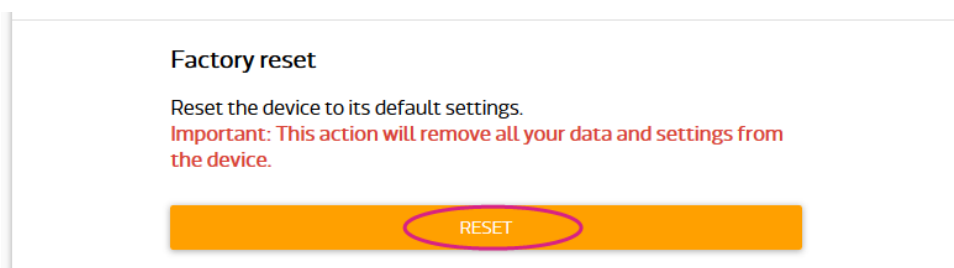 Factory reset
Reset the device to its default settings.
Important: This action will remove all your data and settings from
the device.
RESET